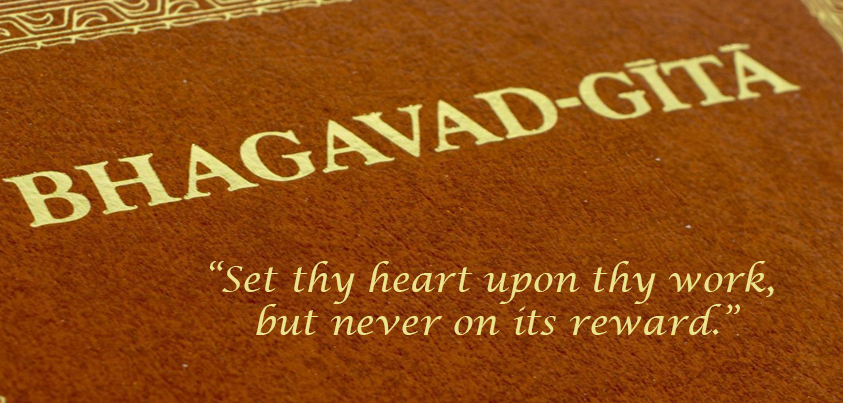 BHAGAVAD-GĪTĀ
“Set thy heart upon thy work,
but never on its reward.”